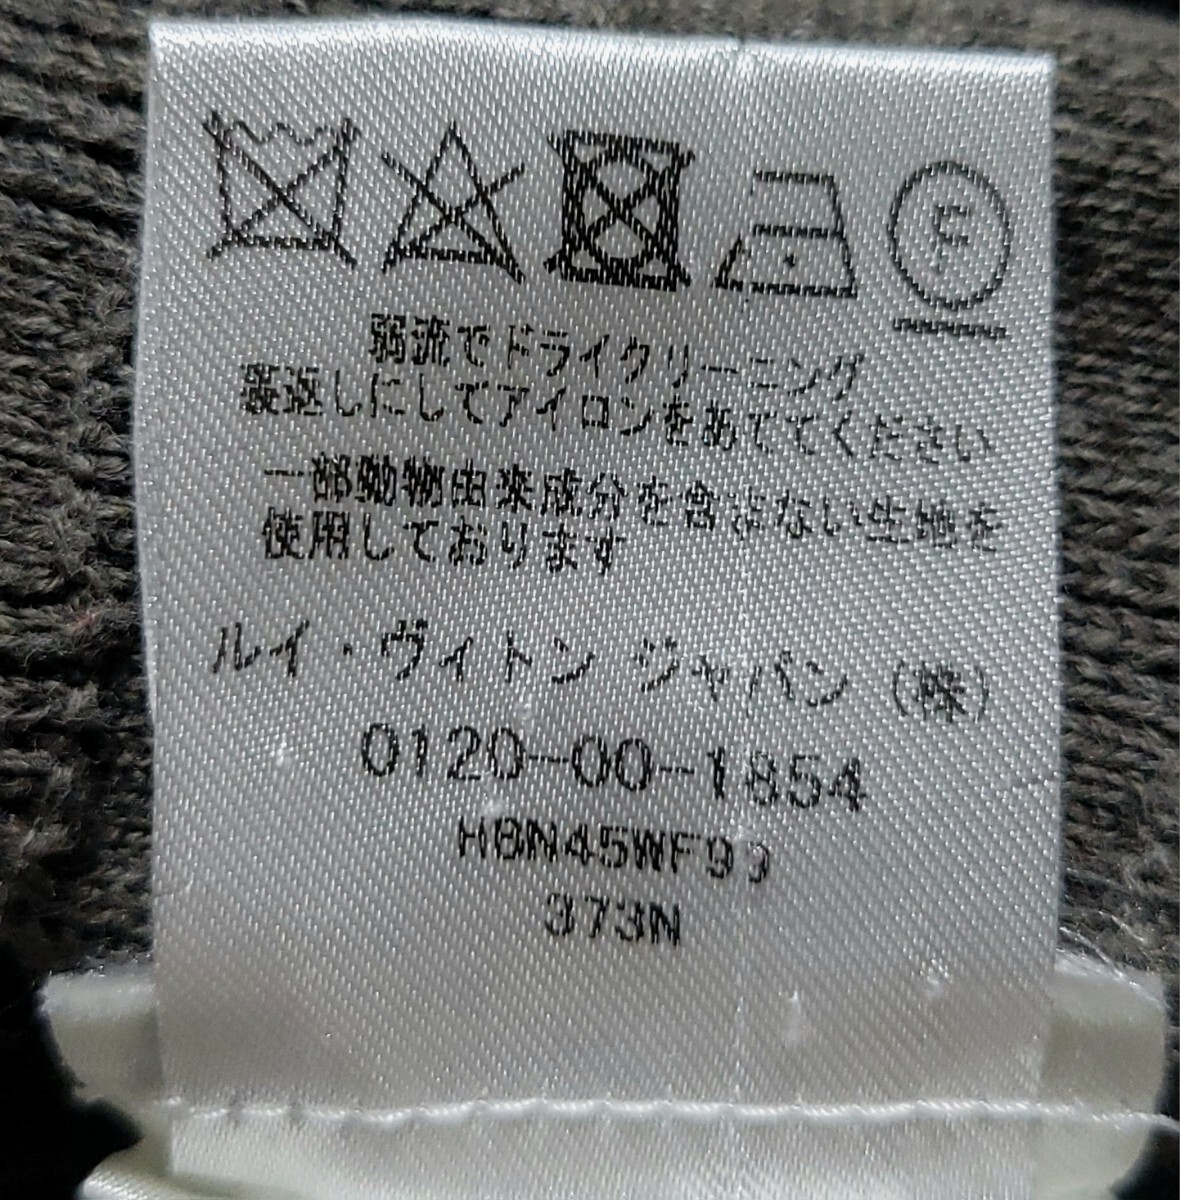 F
弱流でドライクリーニング
裏返しにしてアイロンをあててください
一部動物由来成分を含まない生地を
使用しております
ルイ・ヴィトン ジャパン (株)
0120-00-1854
373N